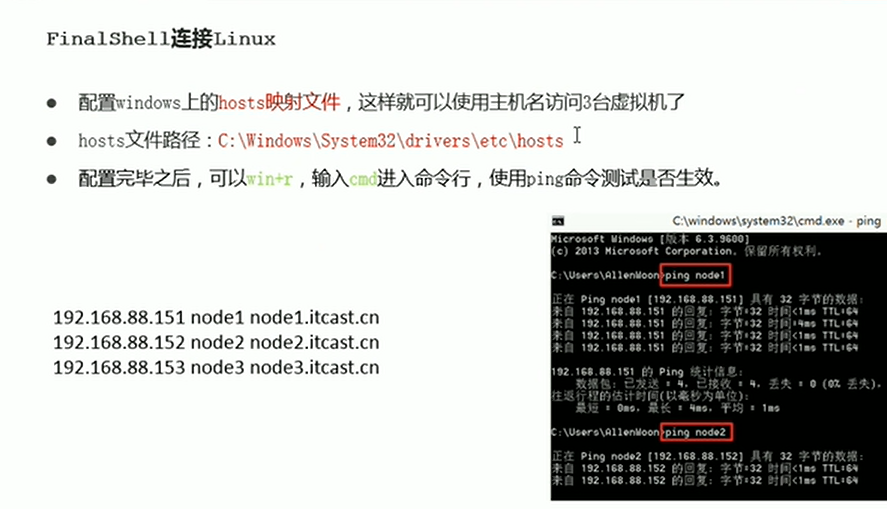 FinalShell连接Linux
● 配置windows上的hosts映射文件，这样就可以使用主机名访问3台虚拟机了
● hosts文件路径：C:\Windows\System32\drivers\etc\hosts
● 配置完毕之后，可以win+r，输入cmd进入命令行，使用ping命令测试是否生效。
192.168.88.151 node1 node1.itcast.cn
192.168.88.152 node2 node2.itcast.cn
192.168.88.153 node3 node3.itcast.cn
C:\windows\system32\cmd.exe - ping
Microsoft Windows [版本 6.3.9600]
(c) 2013 Microsoft Corporation. 保留所有权利。
C:\Users\AllenWoon>ping node1
正在 Ping node1 [192.168.88.151] 具有 32 字节的数据:
来自 192.168.88.151 的回复: 字节=32 时间<1ms TTL=64
来自 192.168.88.151 的回复: 字节=32 时间=4ms TTL=64
来自 192.168.88.151 的回复: 字节=32 时间<1ms TTL=64
来自 192.168.88.151 的回复: 字节=32 时间<1ms TTL=64
192.168.88.151 的 Ping 统计信息:
数据包: 已发送 = 4，已接收 = 4，丢失 = 0 (0% 丢失)，
往返行程的估计时间(以毫秒为单位):
最短 = 0ms，最长 = 4ms，平均 = 1ms
C:\Users\AllenWoon>ping node2
正在 Ping node2 [192.168.88.152] 具有 32 字节的数据:
来自 192.168.88.152 的回复: 字节=32 时间<1ms TTL=64
来自 192.168.88.152 的回复: 字节=32 时间<1ms TTL=64